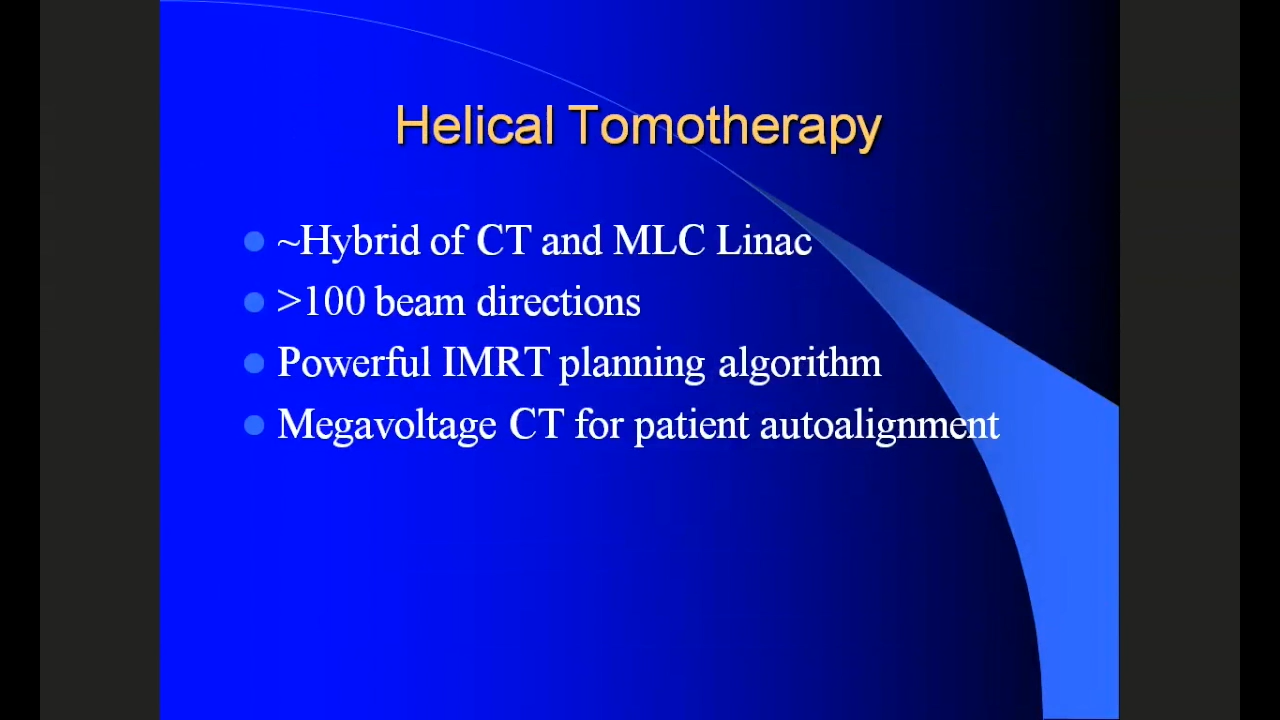 Helical Tomotherapy
~Hybrid of CT and MLC Linac
>100 beam directions
Powerful IMRT planning algorithm
Megavoltage CT for patient autoalignment